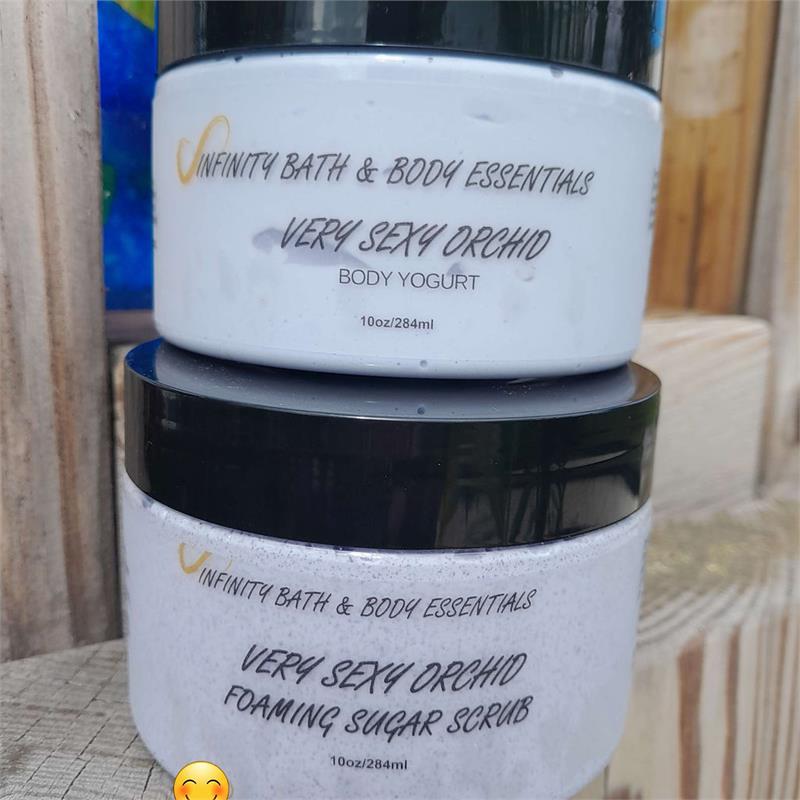 INFINITY BATH & BODY ESSENTIALS
VERY SEXY ORCHID
BODY YOGURT
10oz/284ml
INFINITY BATH & BODY ESSENTIALS
VERY SEXY ORCHID
FOAMING SUGAR SCRUB
10oz/284ml